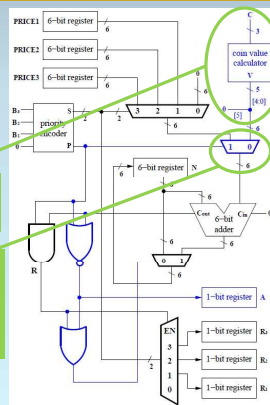 C
PRICE1 6-bit register 6
3
PRICE2 6-bit register 6
coin value
calculator
PRICE3 6-bit register 6
0
V
5
6
[4:0]
B₃ S 2 2 3 2 1 0
0
B₂ priority
encoder
[5]
B₁
6
6
0 P
1 0
6
6-bit register N
6
Cout Cin
6-bit
adder
6
6
6
0 1
R
6
1-bit register A
EN
3
1-bit register R₃
2
2
1-bit register R₂
1
0
1-bit register R₁